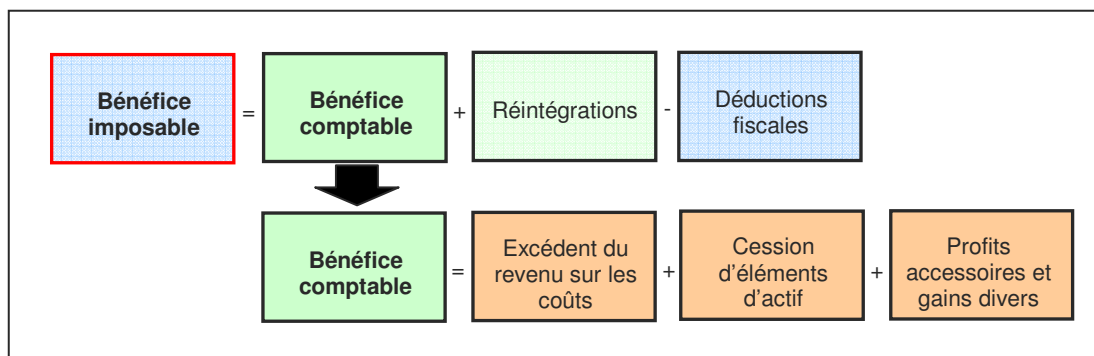 Bénéfice
imposable
=
Bénéfice
comptable
+
Réintégrations
-
Déductions
fiscales
Bénéfice
comptable
=
Excédent du
revenu sur les
coûts
+
Cession
d'éléments
d'actif
+
Profits
accessoires et
gains divers